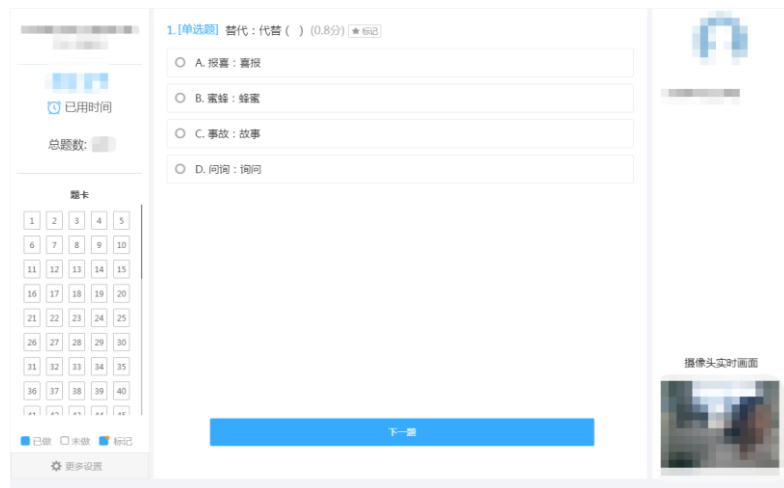 已用时间
总题数:
题卡
1 2 3 4 5
6 7 8 9 10
11 12 13 14 15
16 17 18 19 20
21 22 23 24 25
26 27 28 29 30
31 32 33 34 35
36 37 38 39 40
41 42 43 44 45
已做 未做 标记
更多设置
1.[单选题] 替代：代替 ( ) (0.8分) ★标记
A. 报喜：喜报
B. 蜜蜂：蜂蜜
C. 事故：故事
D. 问询：询问
下一题
摄像头实时画面